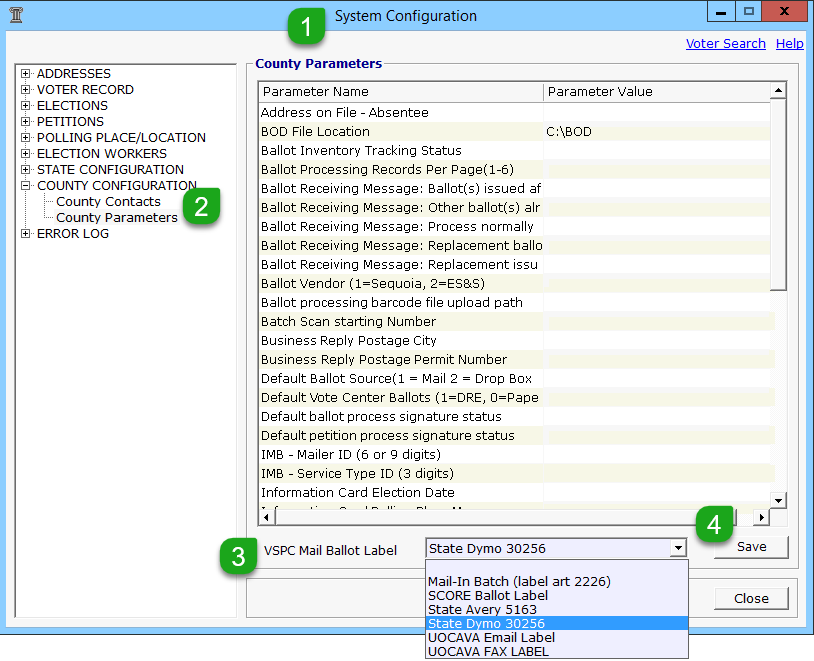 1
System Configuration
Voter Search Help
ADDRESSES
VOTER RECORD
ELECTIONS
PETITIONS
POLLING PLACE/LOCATION
ELECTION WORKERS
STATE CONFIGURATION
COUNTY CONFIGURATION
County Contacts
County Parameters
ERROR LOG
2
County Parameters
Parameter Name Parameter Value
Address on File - Absentee
BOD File Location C:\BOD
Ballot Inventory Tracking Status
Ballot Processing Records Per Page(1-6)
Ballot Receiving Message: Ballot(s) issued af
Ballot Receiving Message: Other ballot(s) alr
Ballot Receiving Message: Process normally
Ballot Receiving Message: Replacement ballo
Ballot Receiving Message: Replacement issu
Ballot Vendor (1=Sequoia, 2=ES&S)
Ballot processing barcode file upload path
Batch Scan starting Number
Business Reply Postage City
Business Reply Postage Permit Number
Default Ballot Source(1 = Mail 2 = Drop Box
Default Vote Center Ballots (1=DRE, 0=Pape
Default ballot process signature status
Default petition process signature status
IMB - Mailer ID (6 or 9 digits)
IMB - Service Type ID (3 digits)
Information Card Election Date
3
VSPC Mail Ballot Label
State Dymo 30256
4
Save
Mail-In Batch (label art 2226)
SCORE Ballot Label
State Avery 5163
State Dymo 30256
UOCAVA Email Label
UOCAVA FAX LABEL
Close